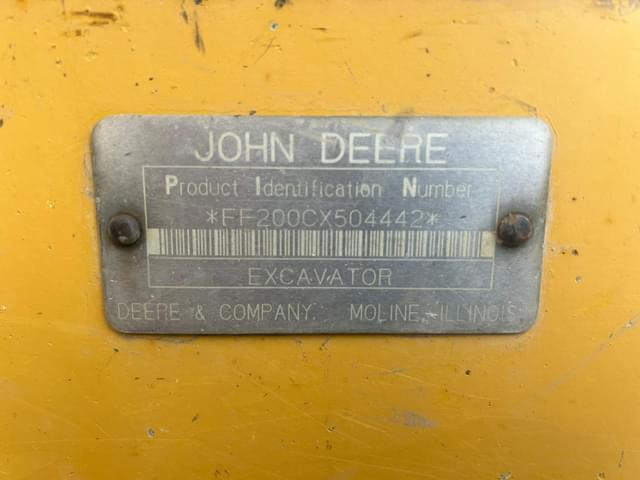 JOHN DEERE
Product Identification Number
*FF200CX504442*
EXCAVATOR
DEERE & COMPANY. MOLINE, ILLINOIS